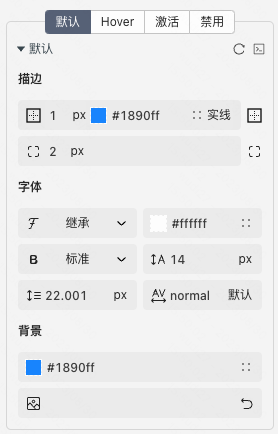 默认 Hover 激活 禁用
默认
描边
1 px #1890ff 实线
2 px
字体
继承 #ffffff
B 标准 14 px
22.001 px AV normal 默认
背景
#1890ff